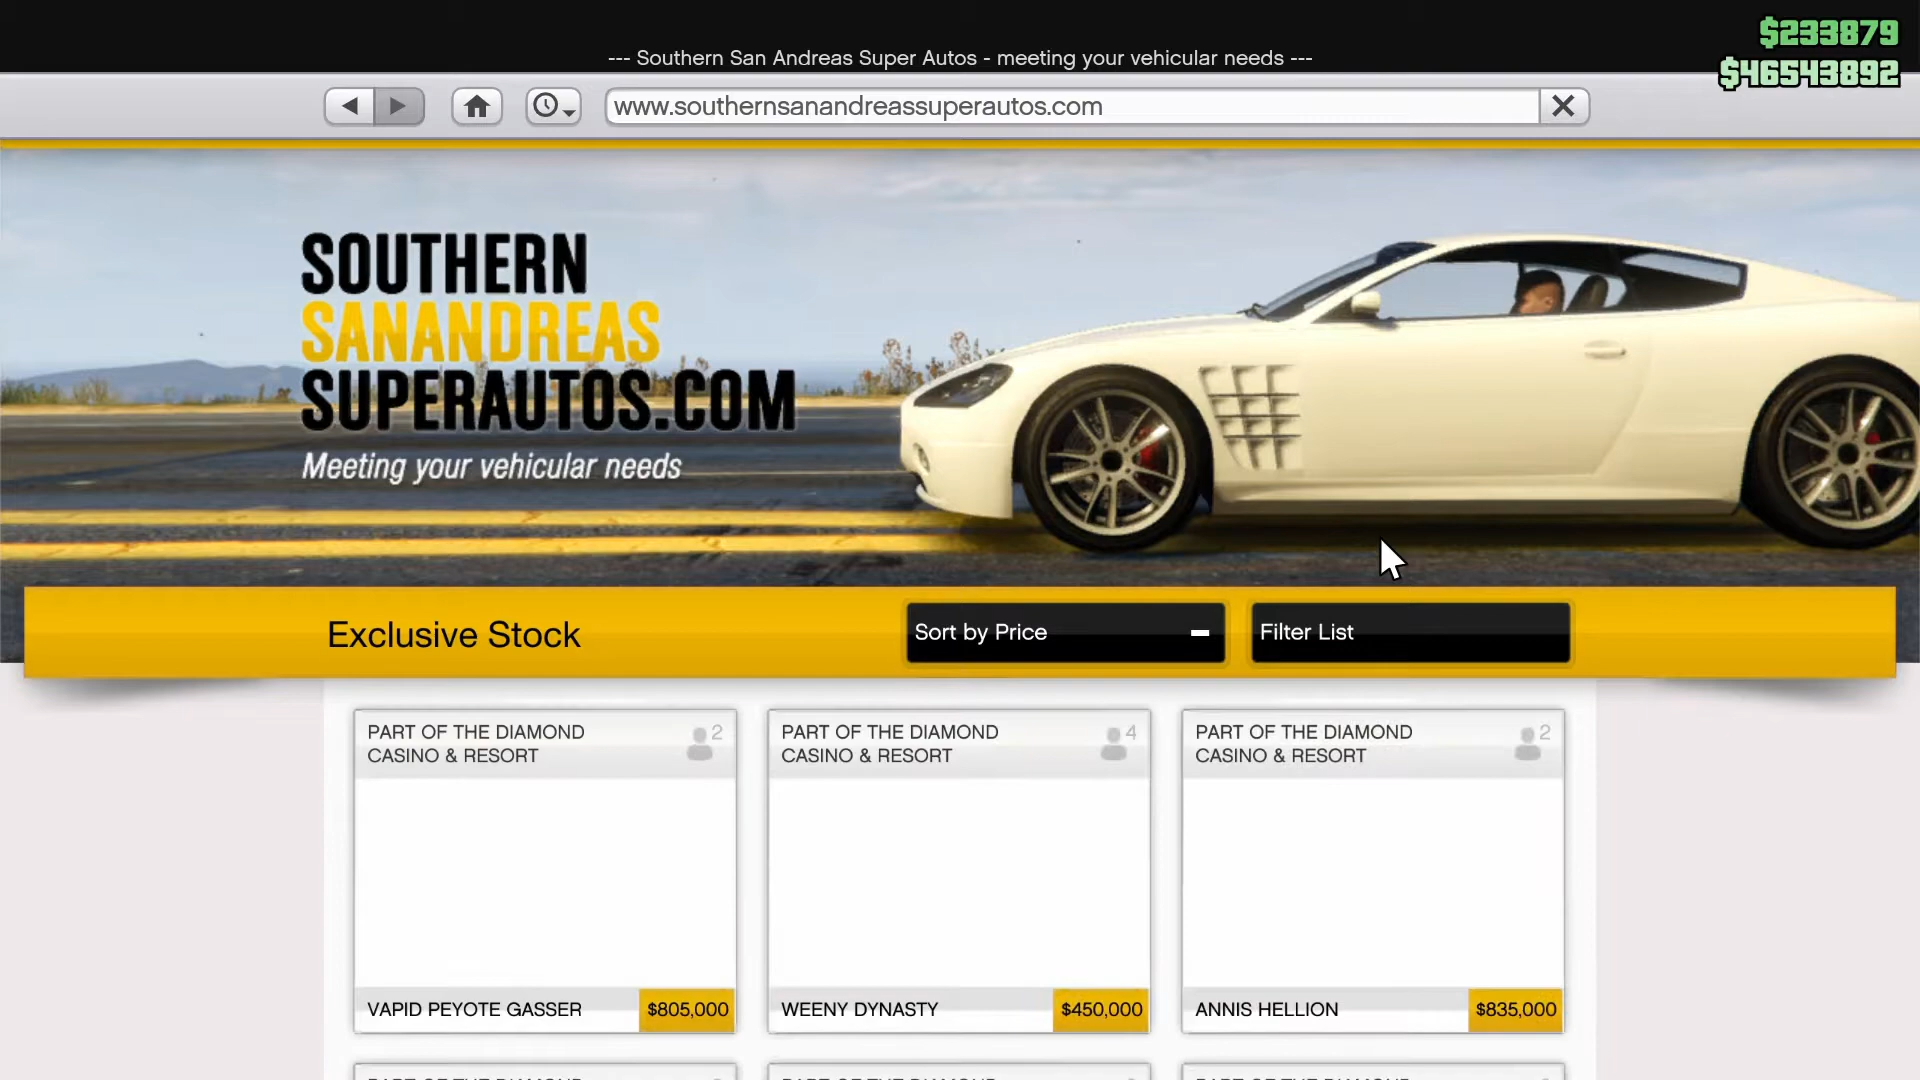 $233879
--- Southern San Andreas Super Autos - meeting your vehicular needs ---
$46543892
www.southernsanandreassuperautos.com
SOUTHERN
SANANDREAS
SUPERAUTOS.COM
Meeting your vehicular needs
Exclusive Stock
Sort by Price
Filter List
PART OF THE DIAMOND
CASINO & RESORT
2
VAPID PEYOTE GASSER
$805,000
PART OF THE DIAMOND
CASINO & RESORT
4
WEENY DYNASTY
$450,000
PART OF THE DIAMOND
CASINO & RESORT
2
ANNIS HELLION
$835,000